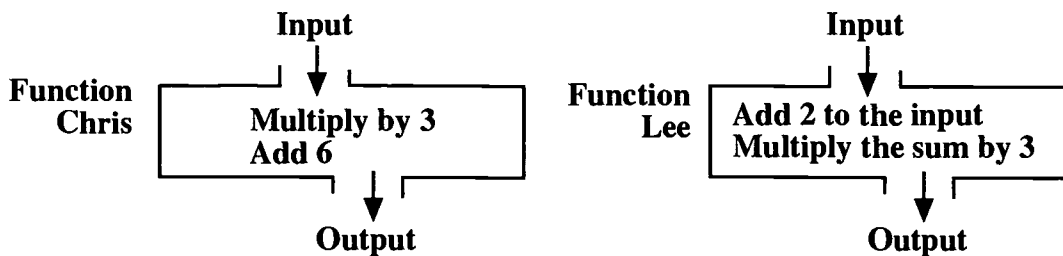 Input
Function
Chris
Multiply by 3
Add 6
Output
Input
Function
Lee
Add 2 to the input
Multiply the sum by 3
Output